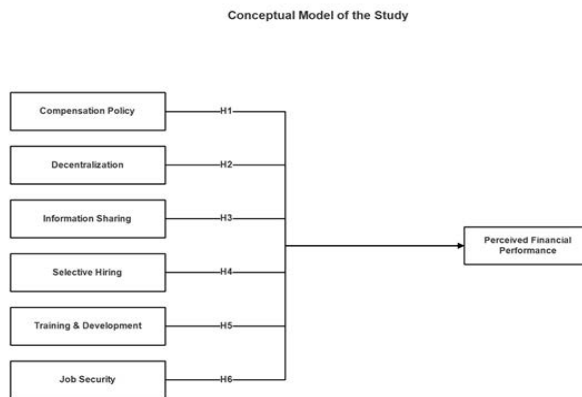 Conceptual Model of the Study
Compensation Policy
H1
Decentralization
H2
Information Sharing
H3
Perceived Financial
Performance
Selective Hiring
H4
Training & Development
H5
Job Security
H6